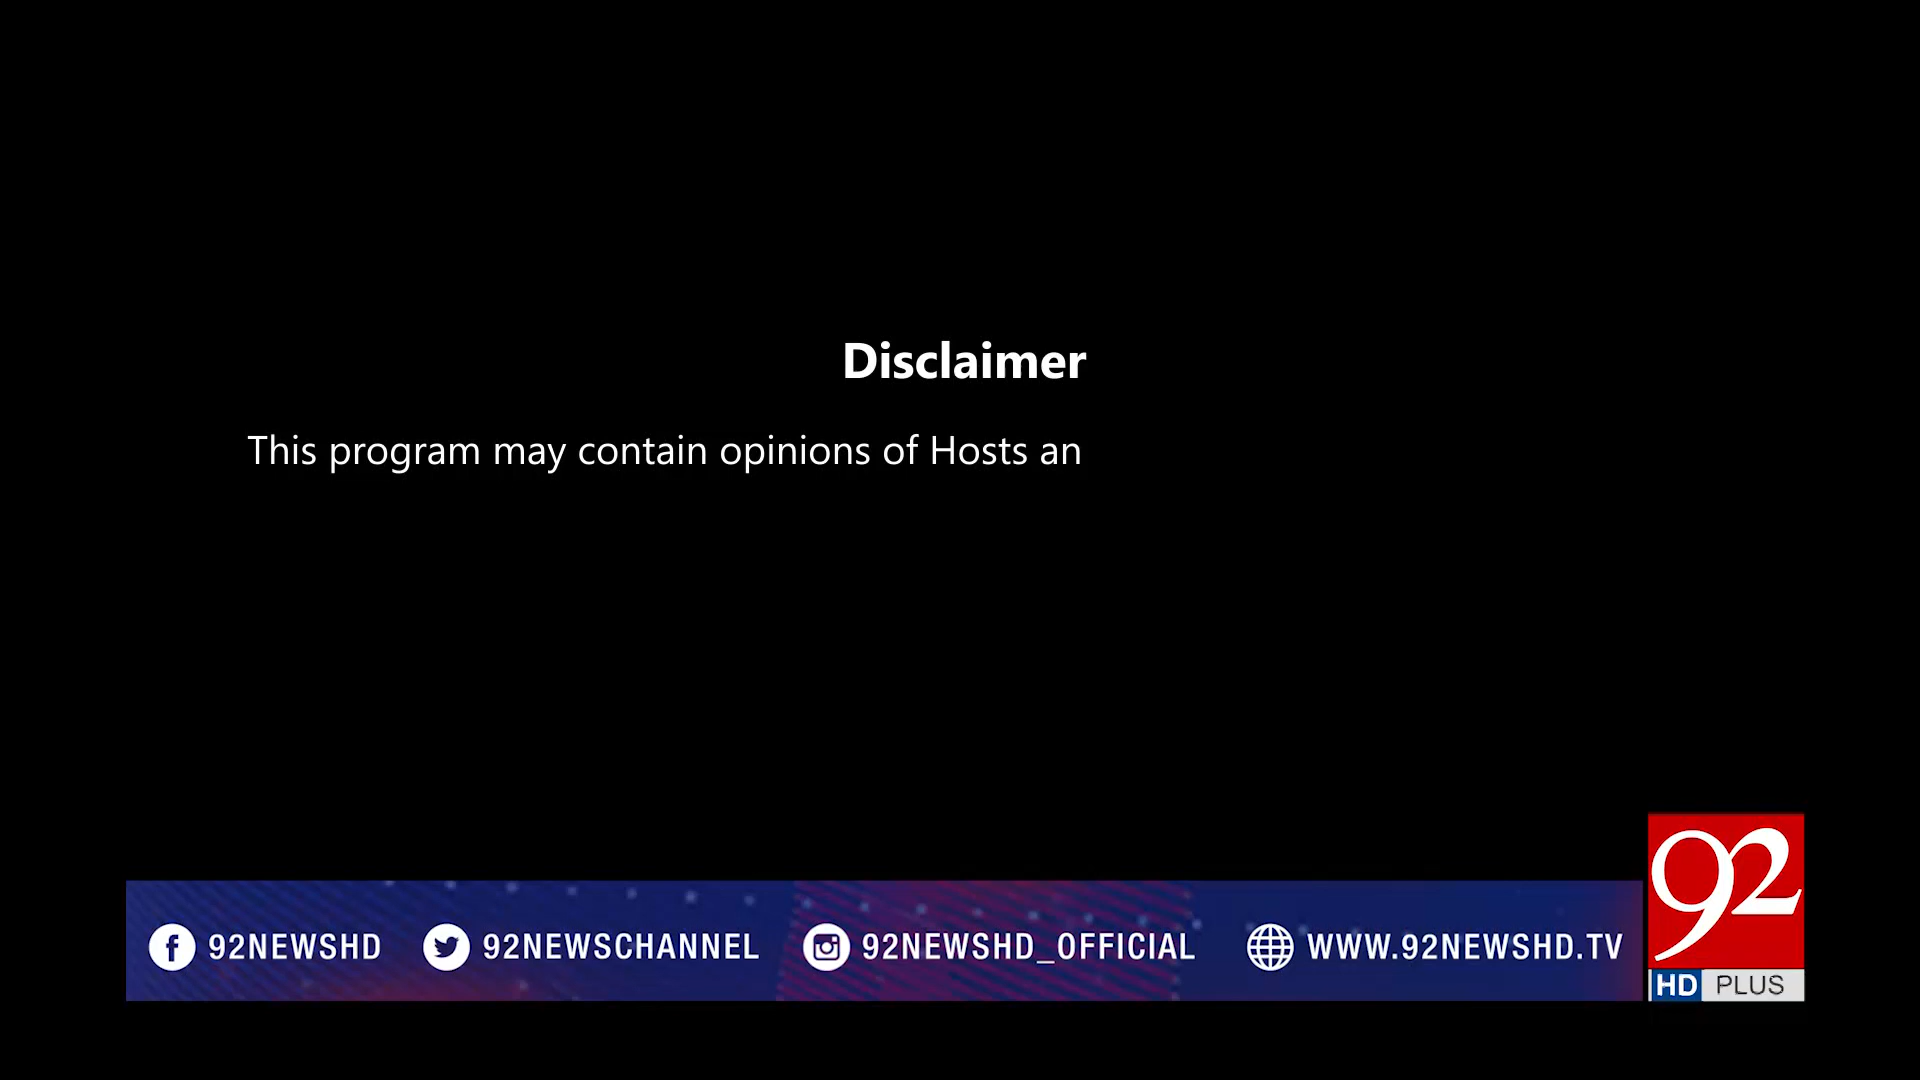 Disclaimer
This program may contain opinions of Hosts an
92NEWSHD 92NEWSCHANNEL 92NEWSHD_OFFICIAL WWW.92NEWSHD.TV
92
HD PLUS